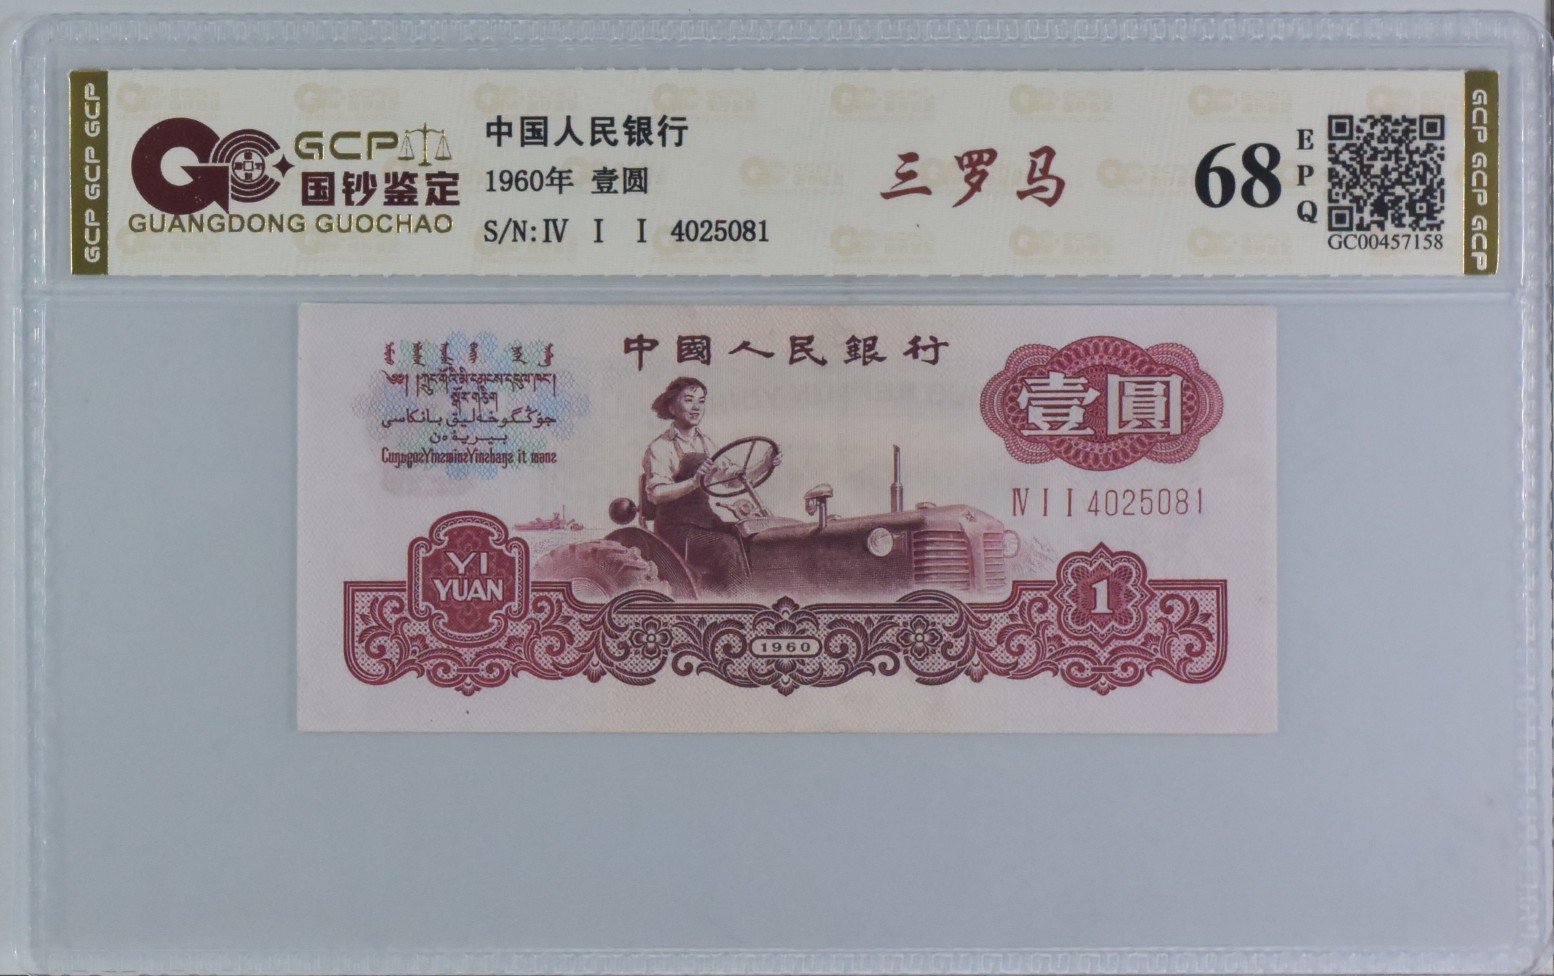 GCP GCP GCP
GCP
国钞鉴定
GUANGDONG GUOCHAO
中国人民银行
1960年 壹圆
S/N:Ⅳ Ⅰ Ⅰ 4025081
三罗马
68
EPQ
GC00457158
GCP GCP GCP
中國人民銀行
壹圓
Ⅳ Ⅰ Ⅰ 4025081
YI
YUAN
1960
1